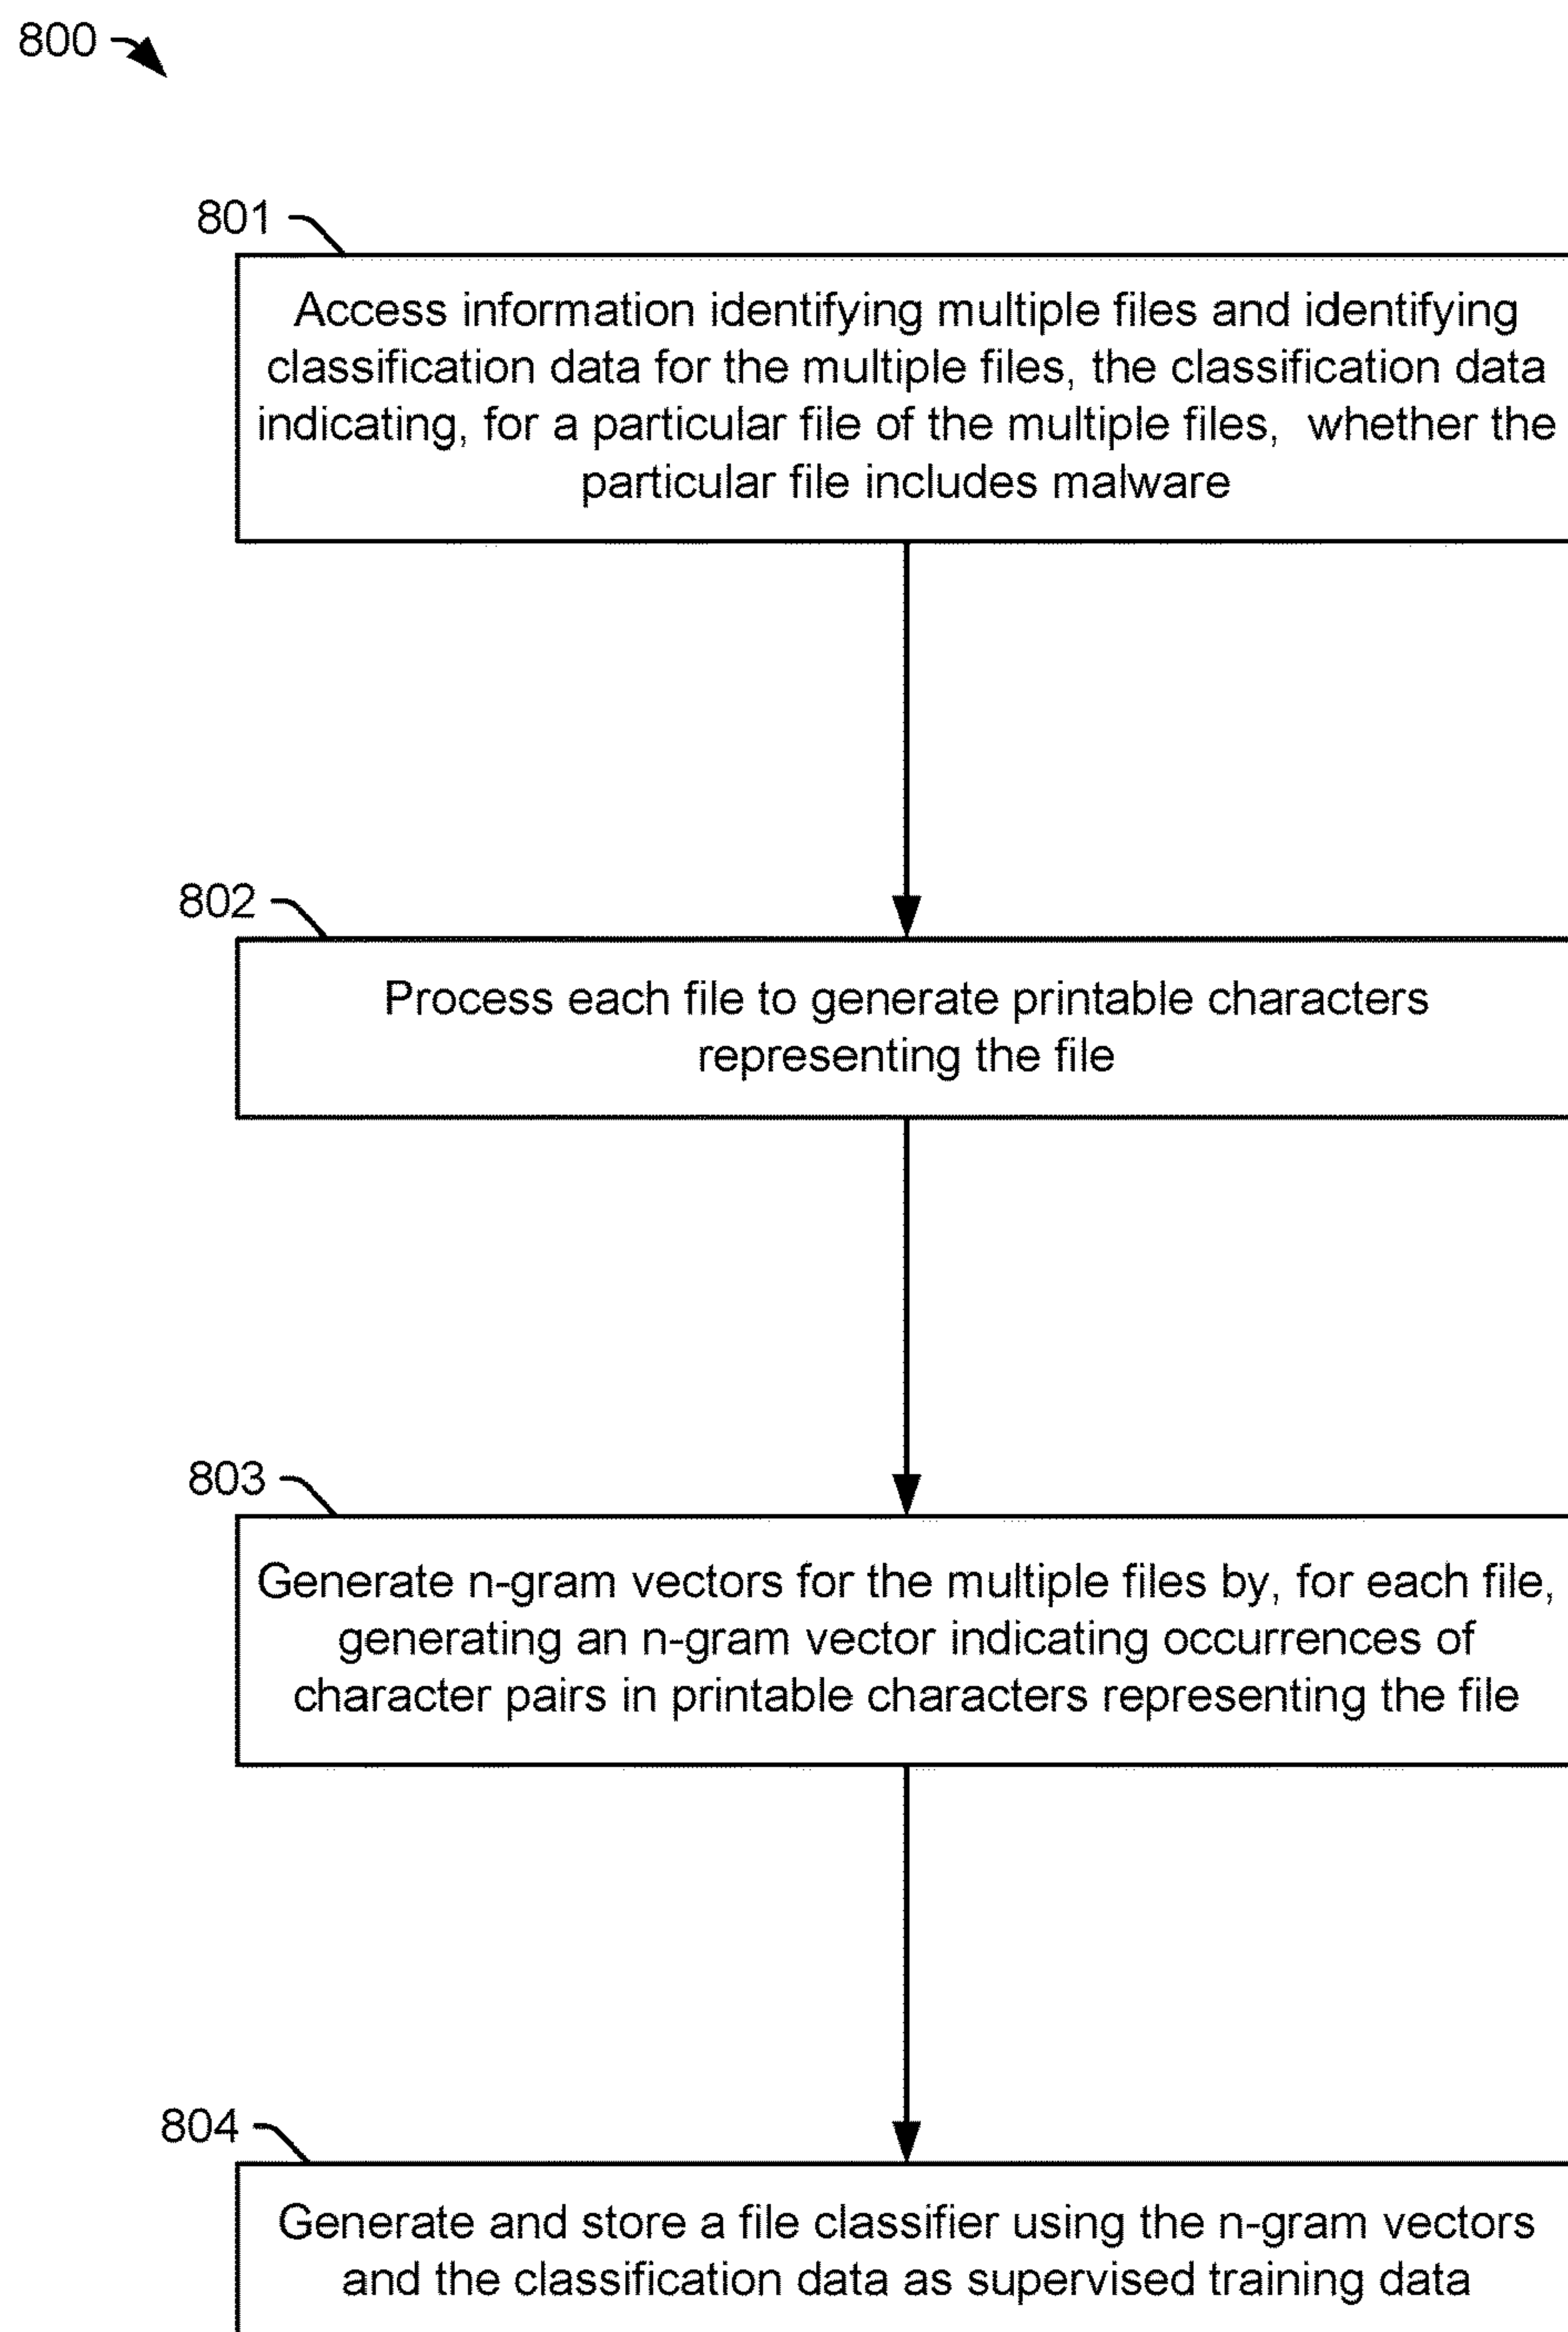 800
801
Access information identifying multiple files and identifying
classification data for the multiple files, the classification data
indicating, for a particular file of the multiple files,  whether the
particular file includes malware
802
Process each file to generate printable characters
representing the file
803
Generate n-gram vectors for the multiple files by, for each file,
generating an n-gram vector indicating occurrences of
character pairs in printable characters representing the file
804
Generate and store a file classifier using the n-gram vectors
and the classification data as supervised training data